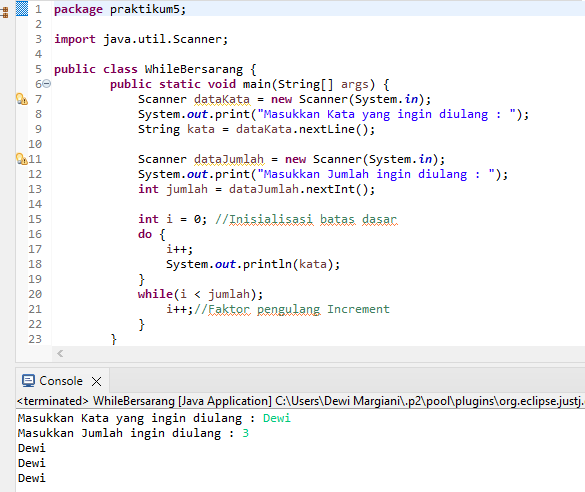 1 package praktikum5;
2
3 import java.util.Scanner;
4
5 public class WhileBersarang {
6 public static void main(String[] args) {
7 Scanner dataKata = new Scanner(System.in);
8 System.out.print("Masukkan Kata yang ingin diulang : ");
9 String kata = dataKata.nextLine();
10
11 Scanner dataJumlah = new Scanner(System.in);
12 System.out.print("Masukkan Jumlah ingin diulang : ");
13 int jumlah = dataJumlah.nextInt();
14
15 int i = 0; //Inisialisasi batas dasar
16 do {
17 i++;
18 System.out.println(kata);
19 }
20 while(i < jumlah);
21 i++;//Faktor pengulang Increment
22 }
23 }
Console
<terminated> WhileBersarang [Java Application] C:\Users\Dewi Margiani\.p2\pool\plugins\org.eclipse.justj.
Masukkan Kata yang ingin diulang : Dewi
Masukkan Jumlah ingin diulang : 3
Dewi
Dewi
Dewi